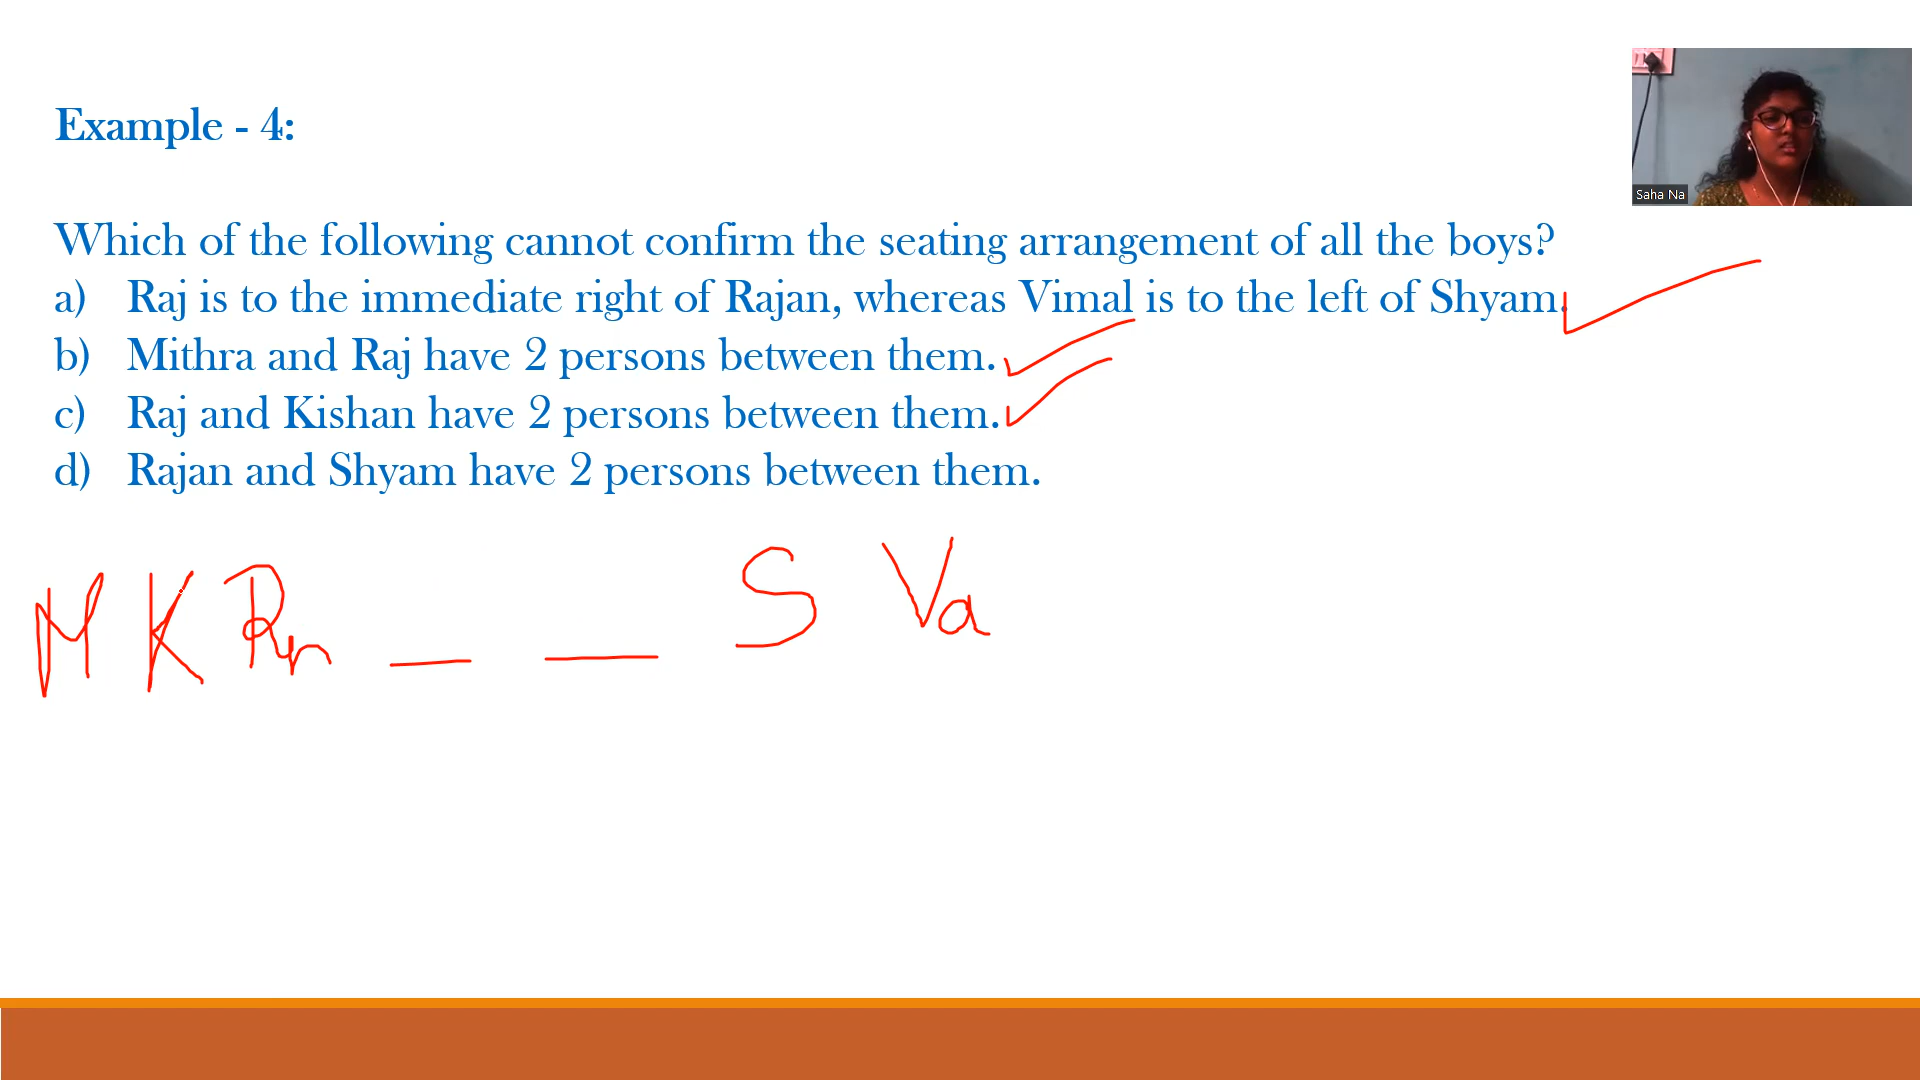 Example - 4:
Saha Na
Which of the following cannot confirm the seating arrangement of all the boys?
a) Raj is to the immediate right of Rajan, whereas Vimal is to the left of Shyam.
b) Mithra and Raj have 2 persons between them.
c) Raj and Kishan have 2 persons between them.
d) Rajan and Shyam have 2 persons between them.
M K Rn _ _ S Va